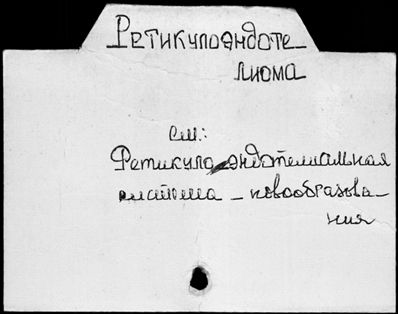 Ретикулоэндоте-
лиома
см.:
Ретикуло эндотелиальная
система - новообразова-
ния